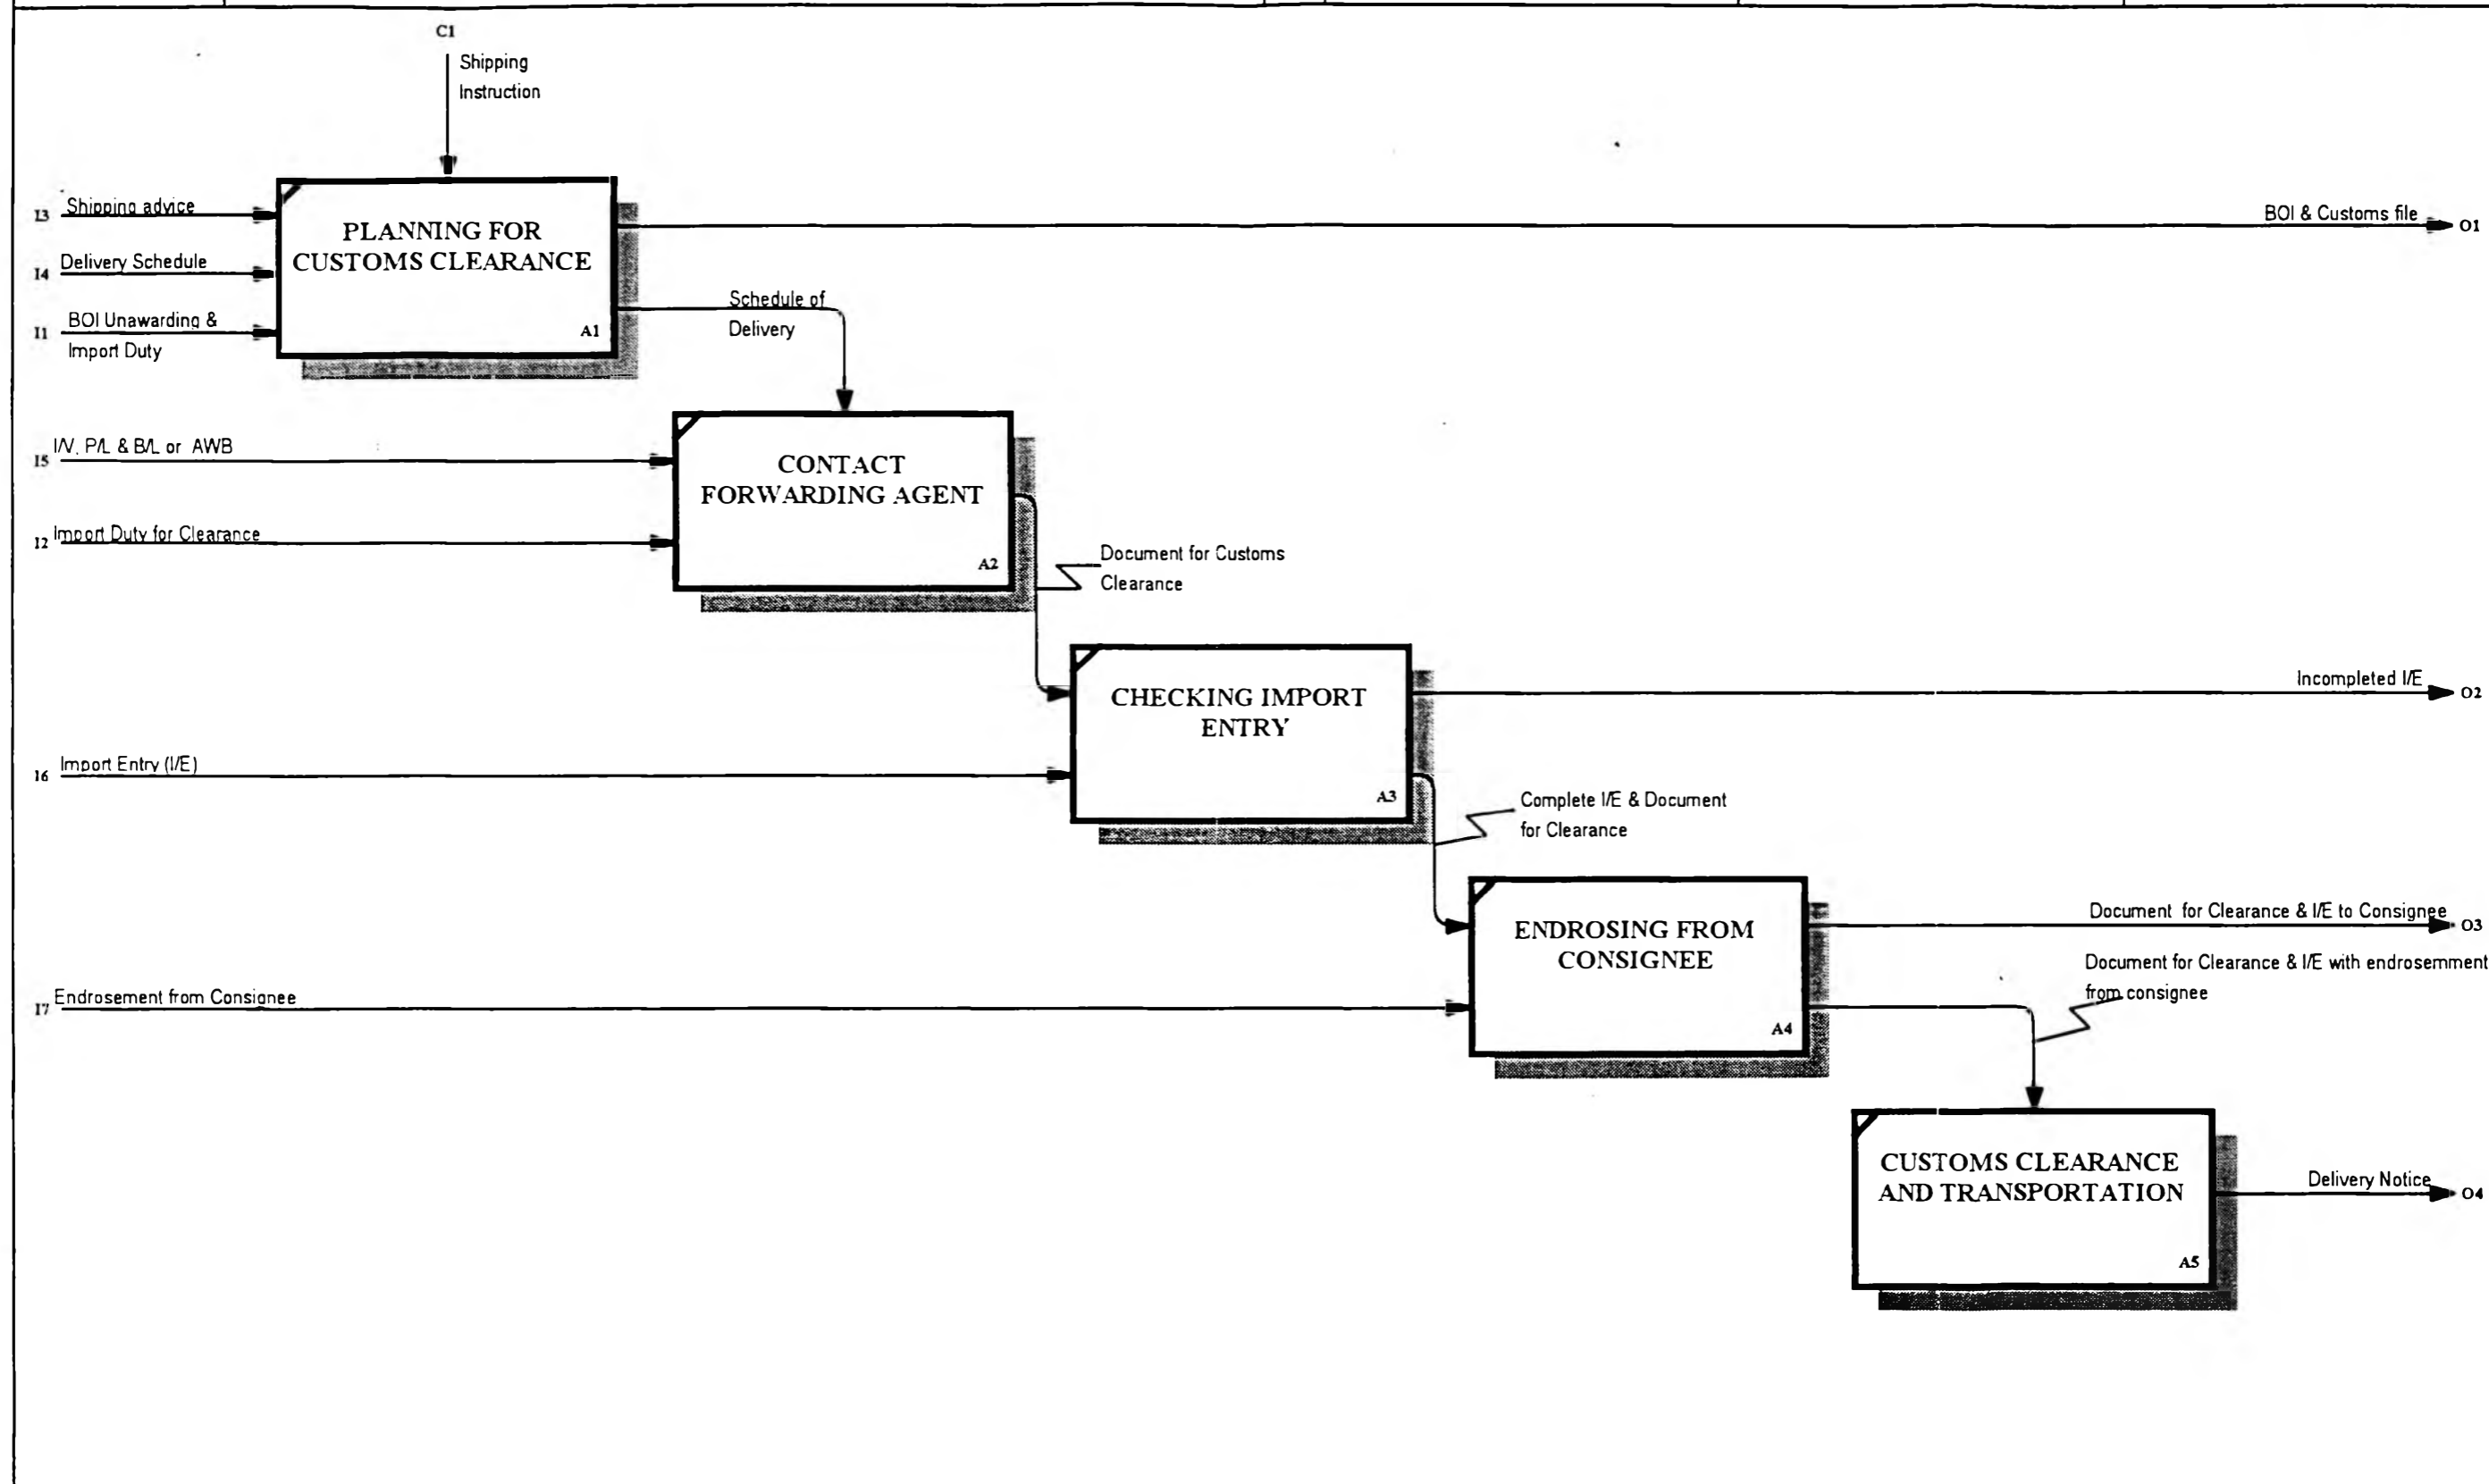 C1
Shipping
Instruction
I3 Shipping advice
BOI & Customs file O1
PLANNING FOR
CUSTOMS CLEARANCE
I4 Delivery Schedule
Schedule of
Delivery
I1 BOI Unawarding &
Import Duty
A1
I5 I/V, P/L & B/L or AWB
CONTACT
FORWARDING AGENT
I2 Import Duty for Clearance
A2
Document for Customs
Clearance
Incompleted I/E O2
CHECKING IMPORT
ENTRY
I6 Import Entry (I/E)
A3
Complete I/E & Document
for Clearance
Document for Clearance & I/E to Consignee O3
ENDROSING FROM
CONSIGNEE
Document for Clearance & I/E with endrosemment
from consignee
I7 Endrosement from Consignee
A4
CUSTOMS CLEARANCE
AND TRANSPORTATION
Delivery Notice O4
A5